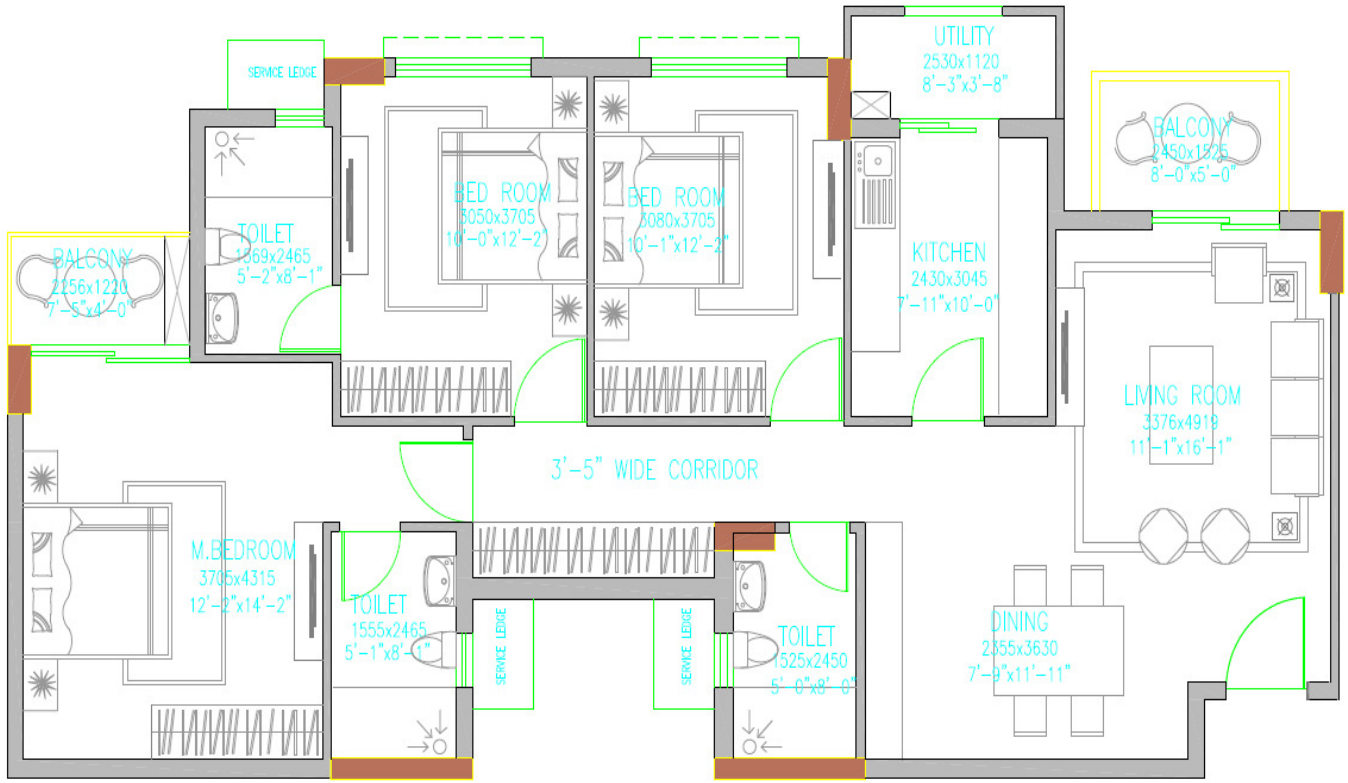 UTILITY
2530x1120
8'-3"x3'-8"
SERVICE LEDGE
BALCONY
2450x1525
8'-0"x5'-0"
BED ROOM
3050x3705
10'-0"x12'-2"
BED ROOM
3080x3705
10'-1"x12'-2"
TOILET
1569x2465
5'-2"x8'-1"
KITCHEN
2430x3045
7'-11"x10'-0"
BALCONY
2256x1220
7'-5"x4'-0"
LIVING ROOM
3376x4919
11'-1"x16'-1"
3'-5" WIDE CORRIDOR
M.BEDROOM
3705x4315
12'-2"x14'-2"
TOILET
1555x2465
5'-1"x8'-1"
SERVICE LEDGE
SERVICE LEDGE
TOILET
1525x2450
5'-0"x8'-0"
DINING
2355x3630
7'-9"x11'-11"